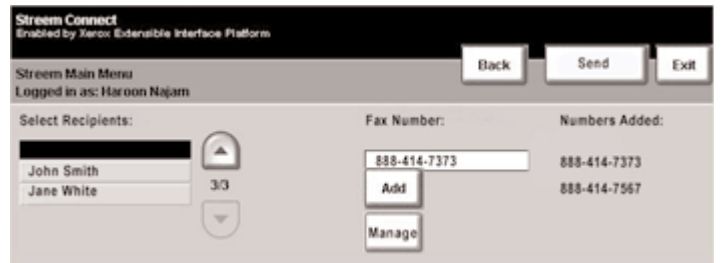 Streem Connect
Enabled by Xerox Extensible Interface Platform
Back
Send
Exit
Streem Main Menu
Logged in as: Haroon Najam
Select Recipients:
Fax Number:
Numbers Added:
888-414-7373
888-414-7373
John Smith
3/3
Add
888-414-7567
Jane White
Manage